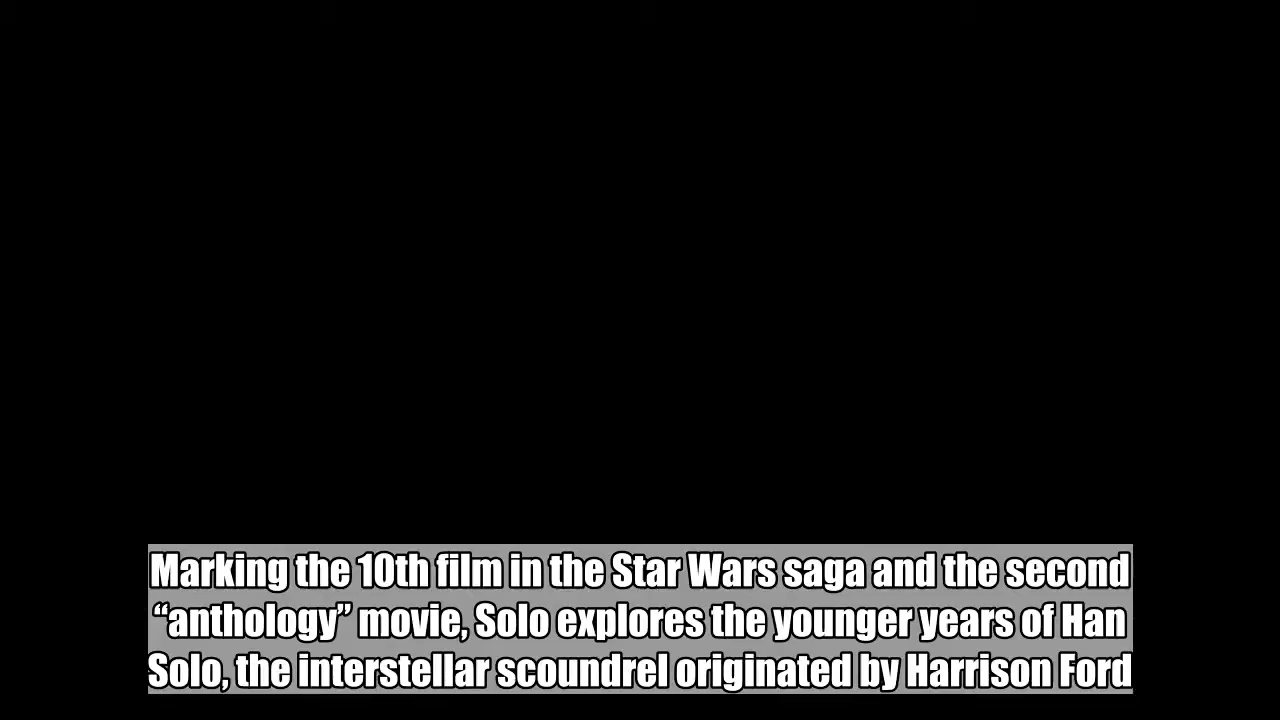 Marking the 10th film in the Star Wars saga and the second
“anthology” movie, Solo explores the younger years of Han
Solo, the interstellar scoundrel originated by Harrison Ford